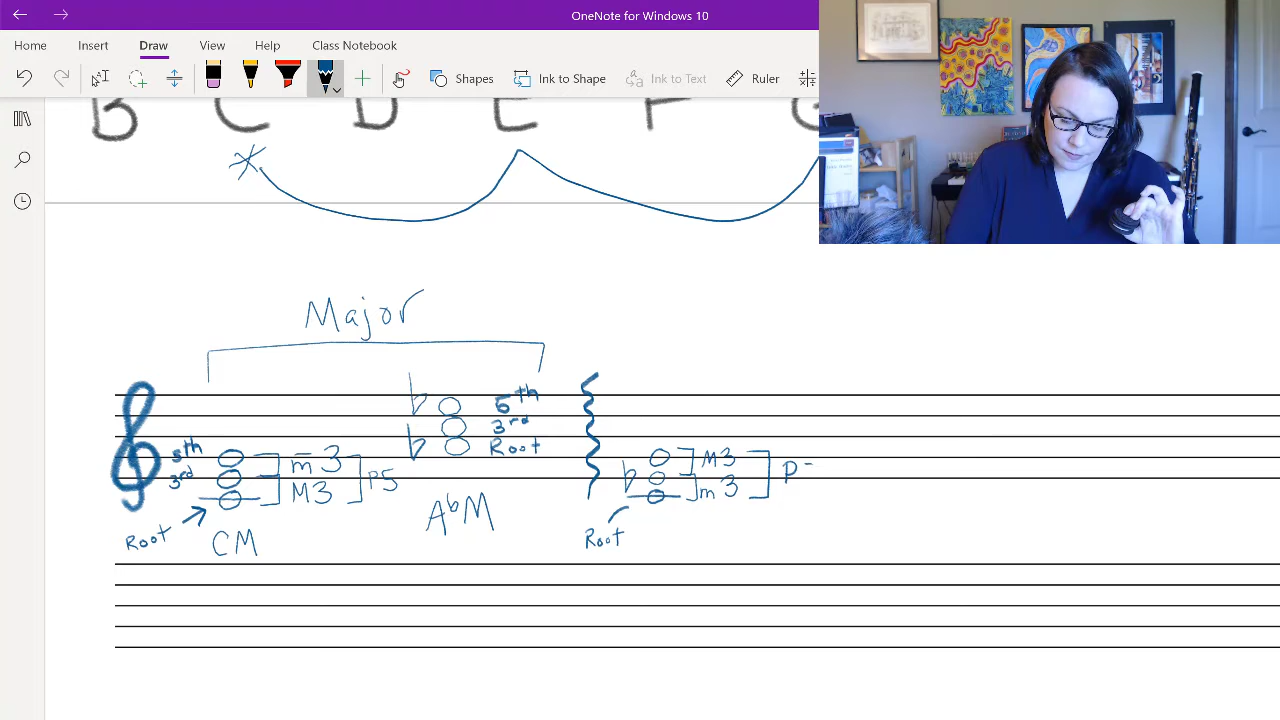 OneNote for Windows 10
Home Insert Draw View Help Class Notebook
Shapes Ink to Shape Ink to Text Ruler
B C D E F G
Major
5th
3rd
Root
CM
m3
M3
P5
b
b
5th
3rd
Root
AbM
b
M3
m3
P
Root